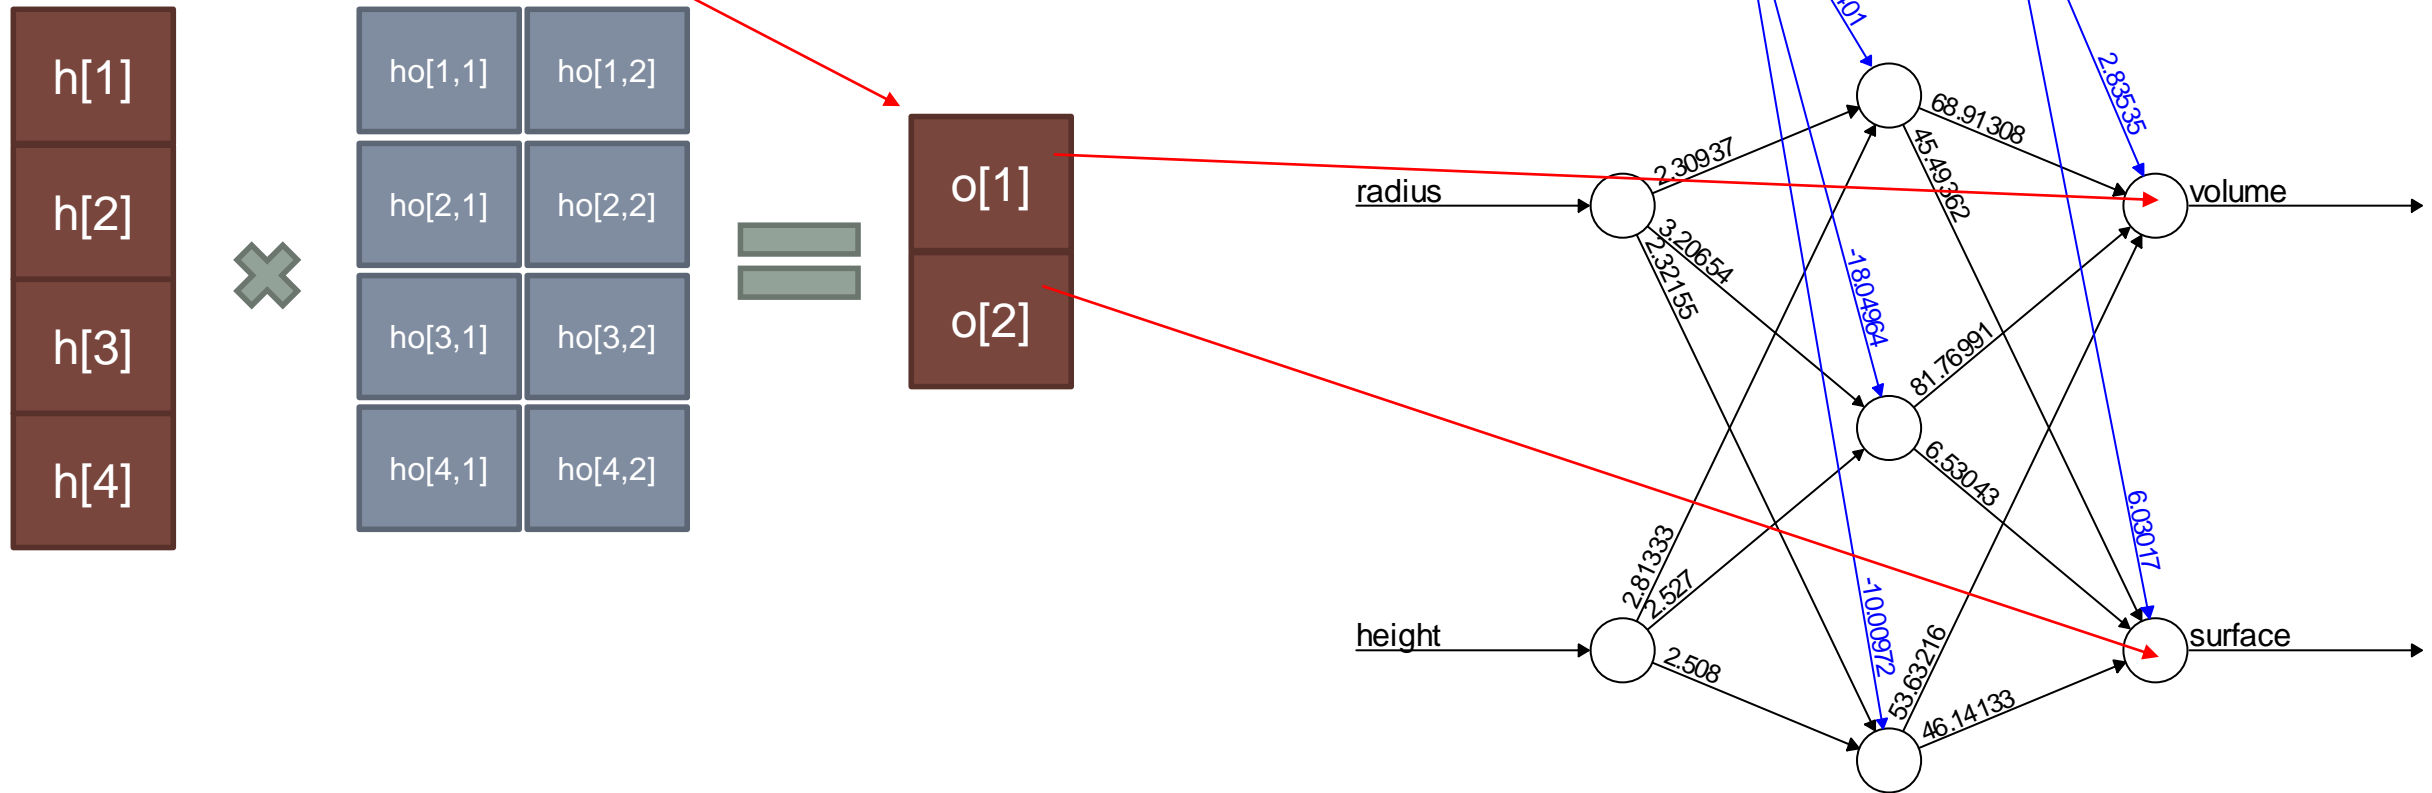 h[1]
h[2]
h[3]
h[4]
ho[1,1] ho[1,2]
ho[2,1] ho[2,2]
ho[3,1] ho[3,2]
ho[4,1] ho[4,2]
o[1]
o[2]
radius
height
2.30937
3.20654
2.32155
2.81333
2.527
2.508
-18.04964
-10.00972
68.91308
45.49362
81.76991
6.53043
53.63216
46.14133
2.83535
6.03017
volume
surface